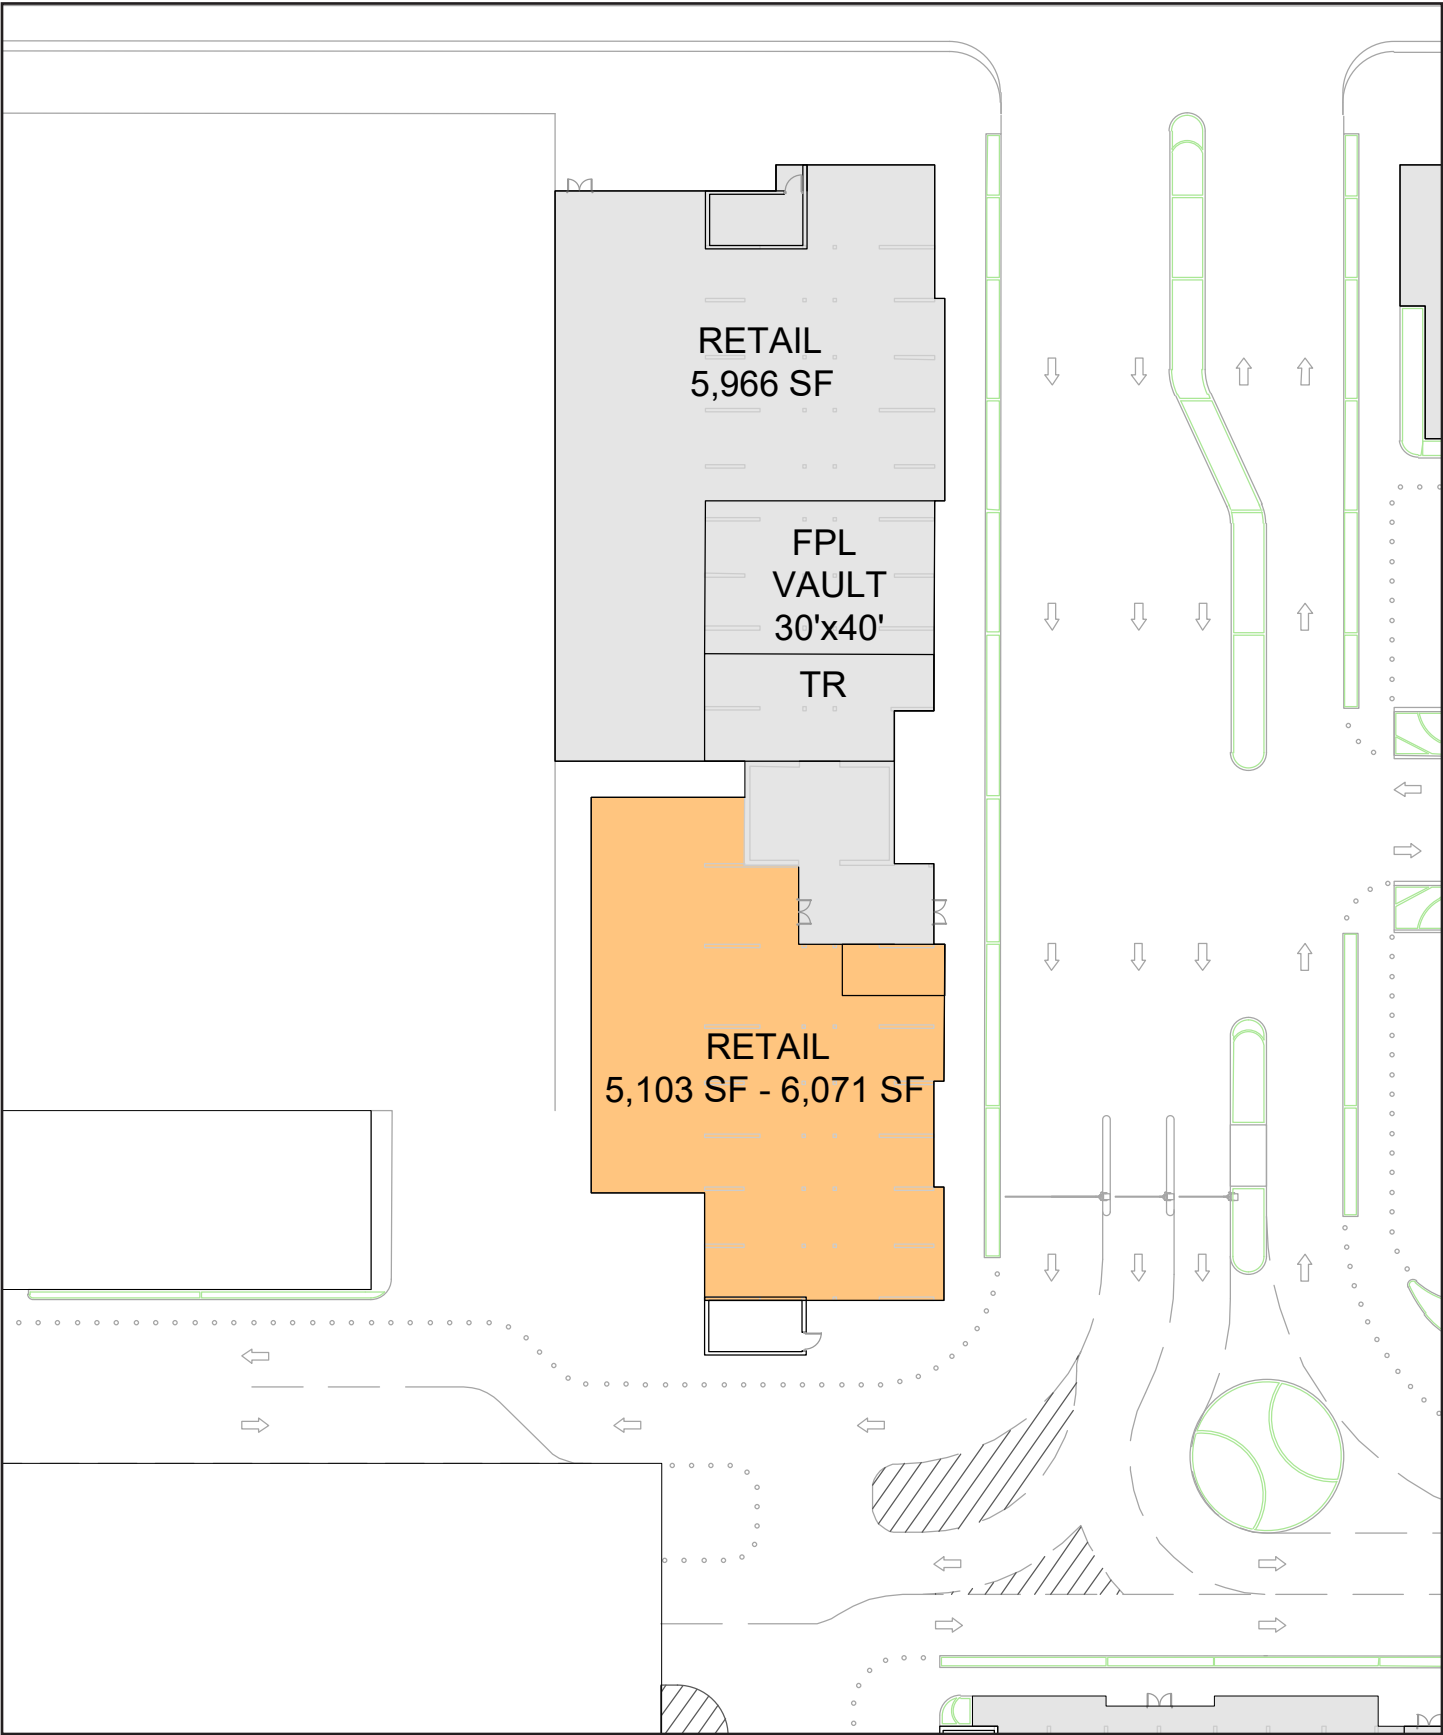 RETAIL
5,966 SF
FPL
VAULT
30'x40'
TR
RETAIL
5,103 SF - 6,071 SF